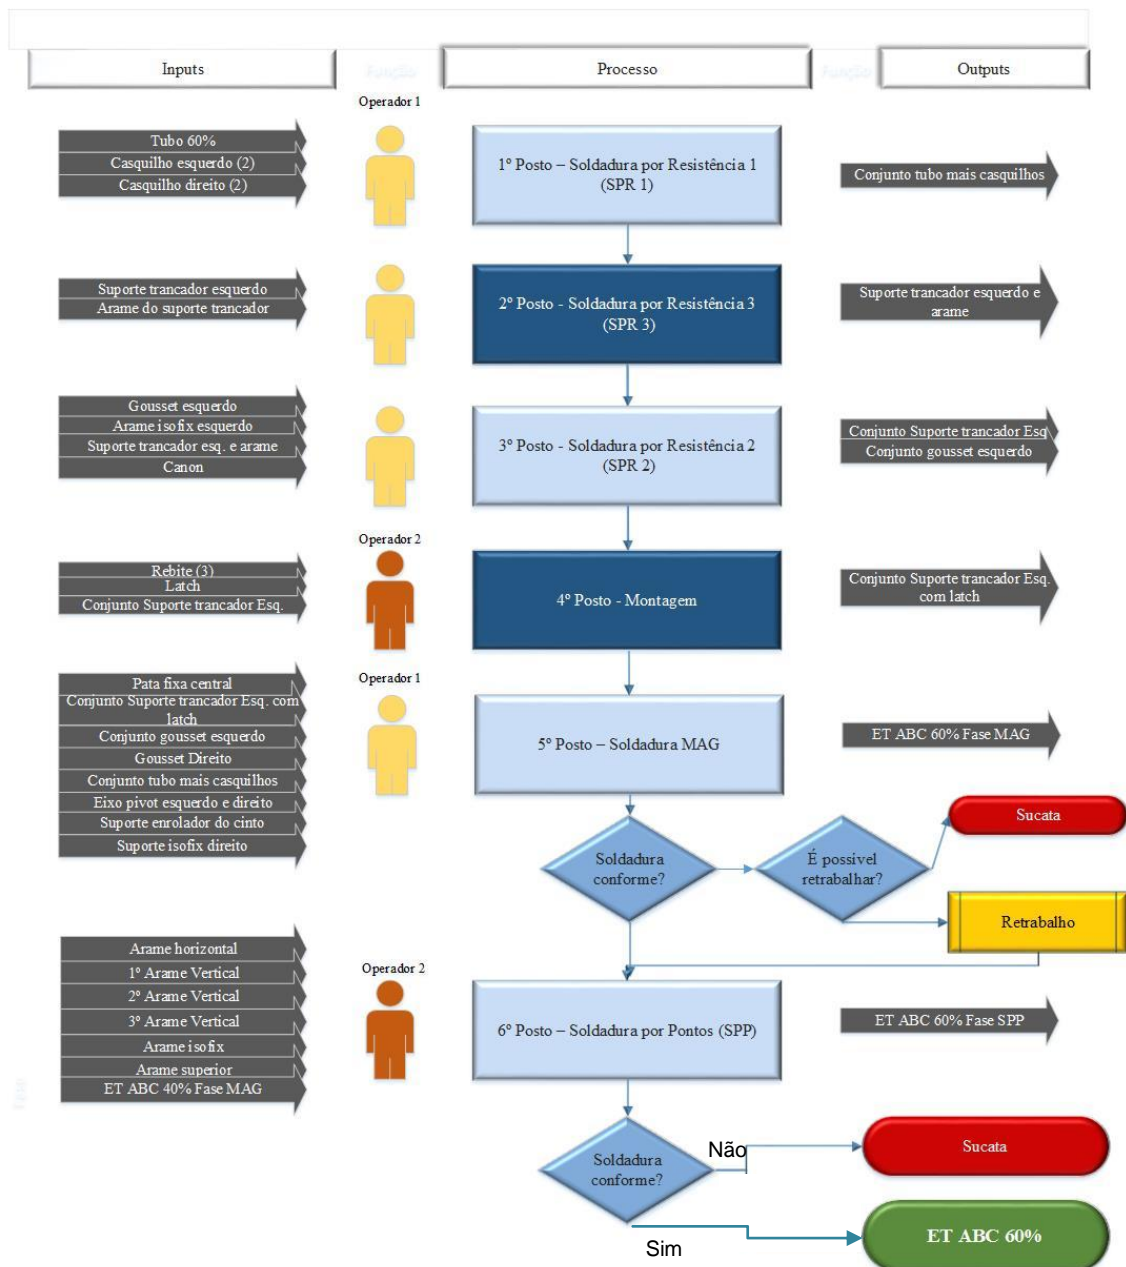 Inputs
Função
Processo
Função
Outputs
Operador 1
Tubo 60%
Casquilho esquerdo (2)
Casquilho direito (2)
1º Posto – Soldadura por Resistência 1
(SPR 1)
Conjunto tubo mais casquilhos
Suporte trancador esquerdo
Arame do suporte trancador
2º Posto - Soldadura por Resistência 3
(SPR 3)
Suporte trancador esquerdo e
arame
Gousset esquerdo
Arame isofix esquerdo
Suporte trancador esq. e arame
Canon
3º Posto - Soldadura por Resistência 2
(SPR 2)
Conjunto Suporte trancador Esq
Conjunto gousset esquerdo
Operador 2
Rebite (3)
Latch
Conjunto Suporte trancador Esq.
4º Posto - Montagem
Conjunto Suporte trancador Esq.
com latch
Operador 1
Pata fixa central
Conjunto Suporte trancador Esq. com
latch
Conjunto gousset esquerdo
Gousset Direito
Conjunto tubo mais casquilhos
Eixo pivot esquerdo e direito
Suporte enrolador do cinto
Suporte isofix direito
5º Posto – Soldadura MAG
ET ABC 60% Fase MAG
Soldadura
conforme?
É possivel
retrabalhar?
Sucata
Retrabalho
Operador 2
Arame horizontal
1º Arame Vertical
2º Arame Vertical
3º Arame Vertical
Arame isofix
Arame superior
ET ABC 40% Fase MAG
6º Posto – Soldadura por Pontos (SPP)
ET ABC 60% Fase SPP
Soldadura
conforme?
Não
Sucata
Sim
ET ABC 60%